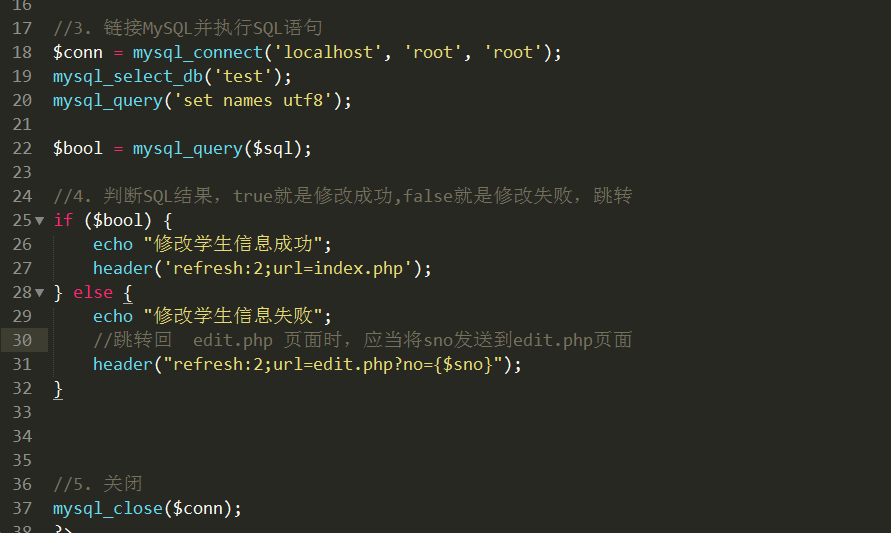 16
17 //3. 链接MySQL并执行SQL语句
18 $conn = mysql_connect('localhost', 'root', 'root');
19 mysql_select_db('test');
20 mysql_query('set names utf8');
21
22 $bool = mysql_query($sql);
23
24 //4. 判断SQL结果，true就是修改成功,false就是修改失败，跳转
25 if ($bool) {
26     echo "修改学生信息成功";
27     header('refresh:2;url=index.php');
28 } else {
29     echo "修改学生信息失败";
30     //跳转回  edit.php 页面时，应当将sno发送到edit.php页面
31     header("refresh:2;url=edit.php?no={$sno}");
32 }
33
34
35
36 //5. 关闭
37 mysql_close($conn);
38 ?>